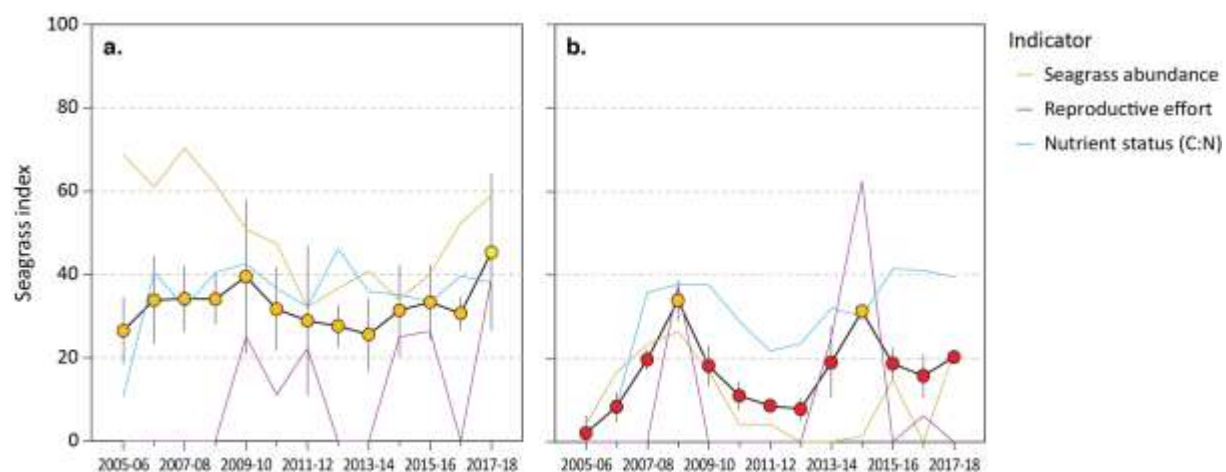 a.
b.
Indicator
Seagrass abundance
Reproductive effort
Nutrient status (C:N)
Seagrass index
100
80
60
40
20
0
2005-06 2007-08 2009-10 2011-12 2013-14 2015-16 2017-18
2005-06 2007-08 2009-10 2011-12 2013-14 2015-16 2017-18